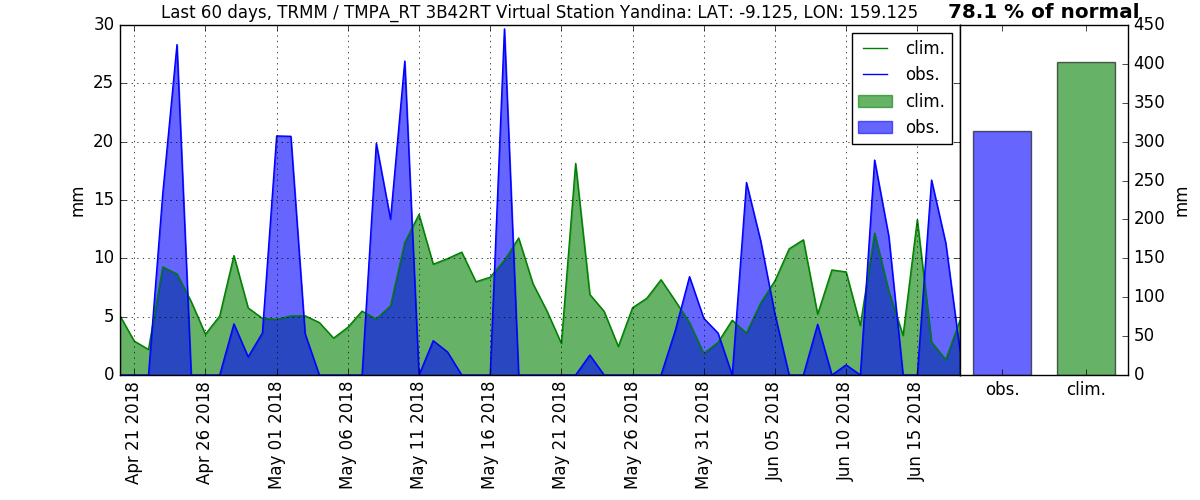 Last 60 days, TRMM / TMPA_RT 3B42RT Virtual Station Yandina: LAT: -9.125, LON: 159.125
78.1 % of normal
mm
30
25
20
15
10
5
0
clim.
obs.
clim.
obs.
450
400
350
300
250
200
150
100
50
0
mm
Apr 21 2018
Apr 26 2018
May 01 2018
May 06 2018
May 11 2018
May 16 2018
May 21 2018
May 26 2018
May 31 2018
Jun 05 2018
Jun 10 2018
Jun 15 2018
obs.
clim.